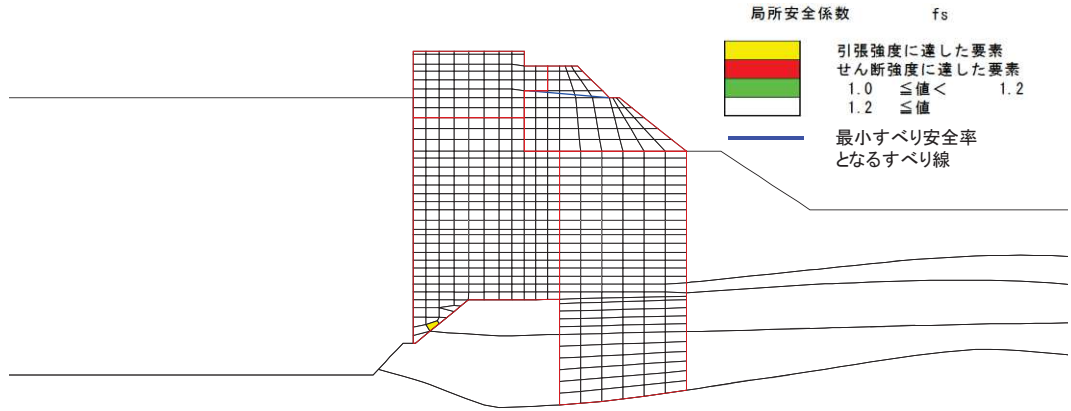 局所安全係数 fs
引張強度に達した要素
せん断強度に達した要素
1.0 ≦値< 1.2
1.2 ≦値
最小すべり安全率
となるすべり線